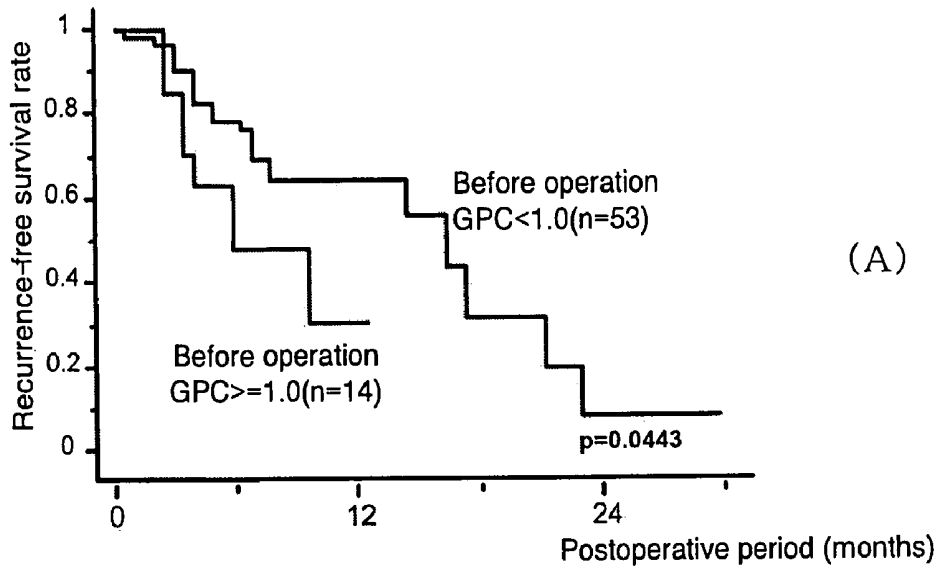 Recurrence-free survival rate
1
0.8
0.6
0.4
0.2
0
Before operation
GPC<1.0(n=53)
(A)
Before operation
GPC>=1.0(n=14)
p=0.0443
0
12
24
Postoperative period (months)